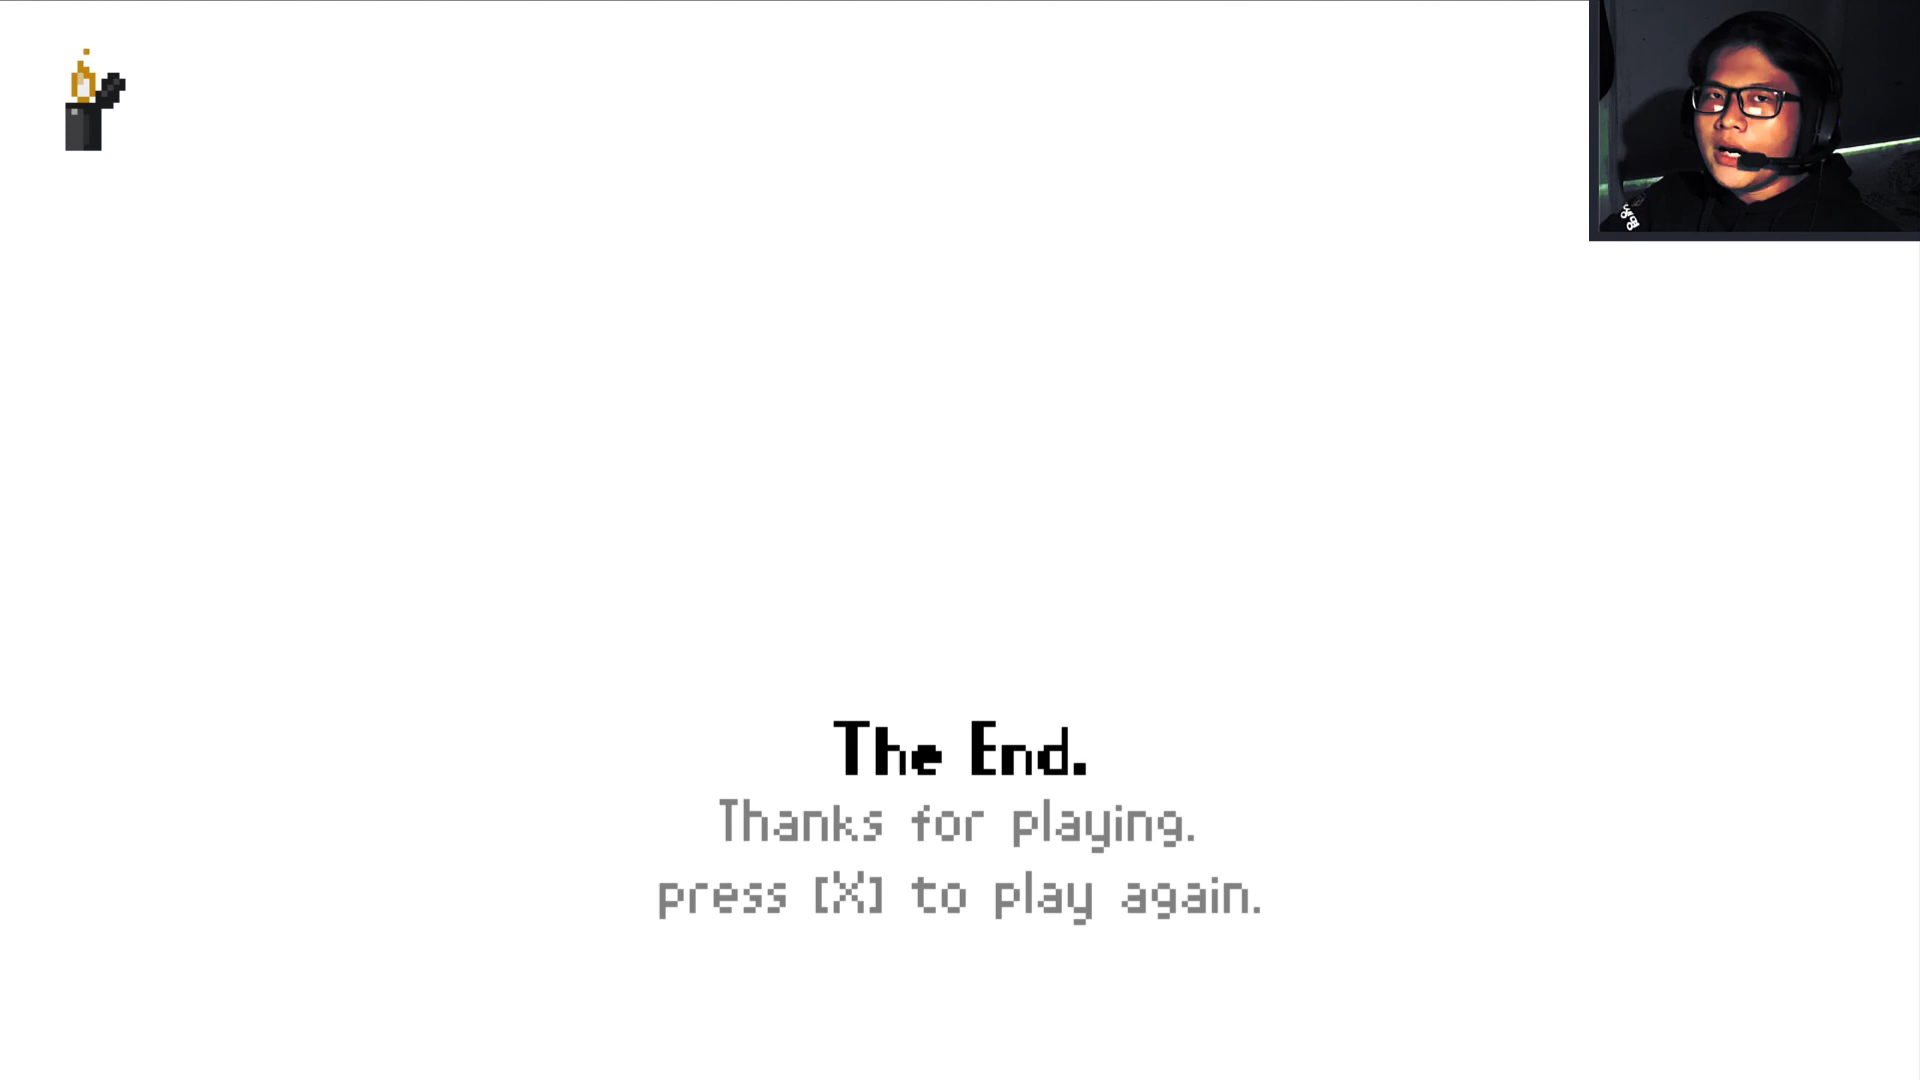 The End.
Thanks for playing.
press [X] to play again.